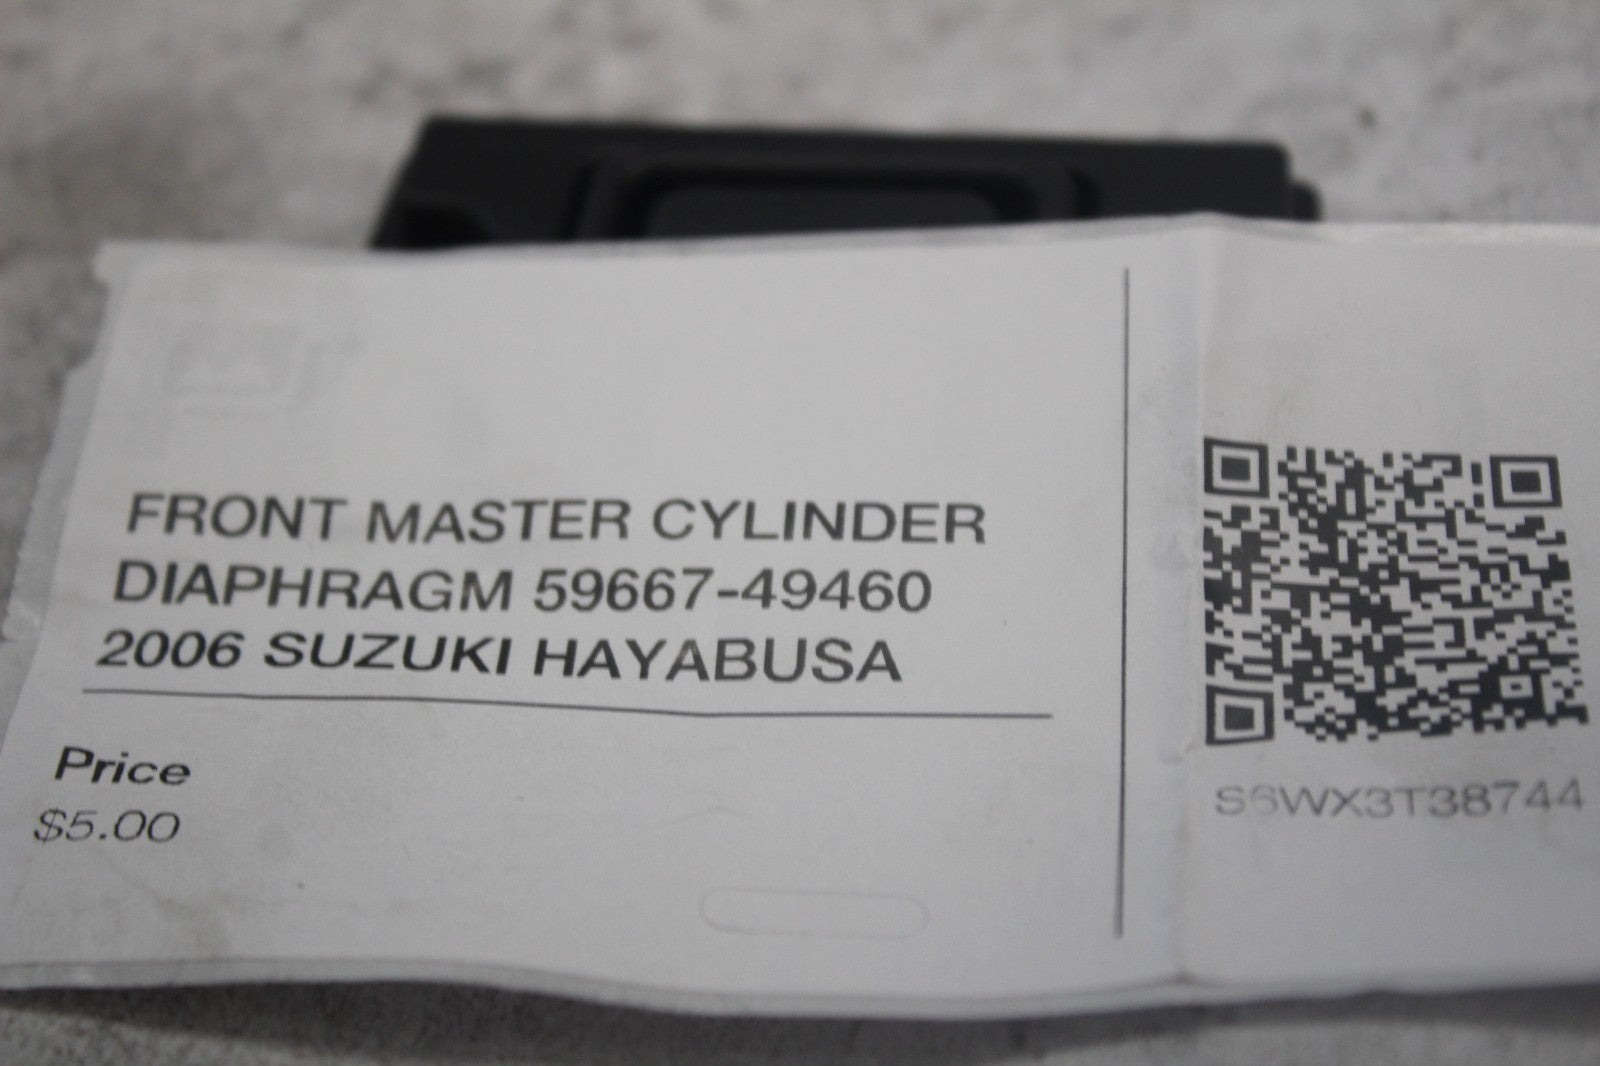 FRONT MASTER CYLINDER
DIAPHRAGM 59667-49460
2006 SUZUKI HAYABUSA
Price
$5.00
S6WX3T38744